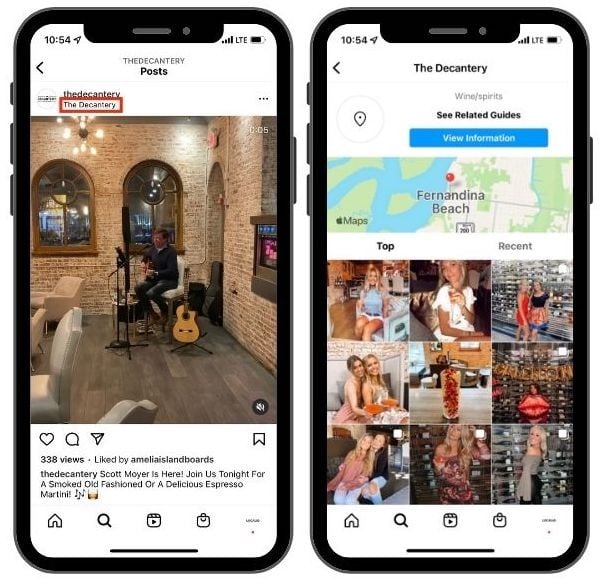 10:54
LTE
THEDECANTERY
Posts
thedecantery
The Decantery
0:05
338 views · Liked by ameliaislandboards
thedecantery Scott Moyer Is Here! Join Us Tonight For
A Smoked Old Fashioned Or A Delicious Espresso
Martini! 🎶🥃
10:54
LTE
The Decantery
Wine/spirits
See Related Guides
View Information
Fernandina
Beach
Maps
200
Top
Recent